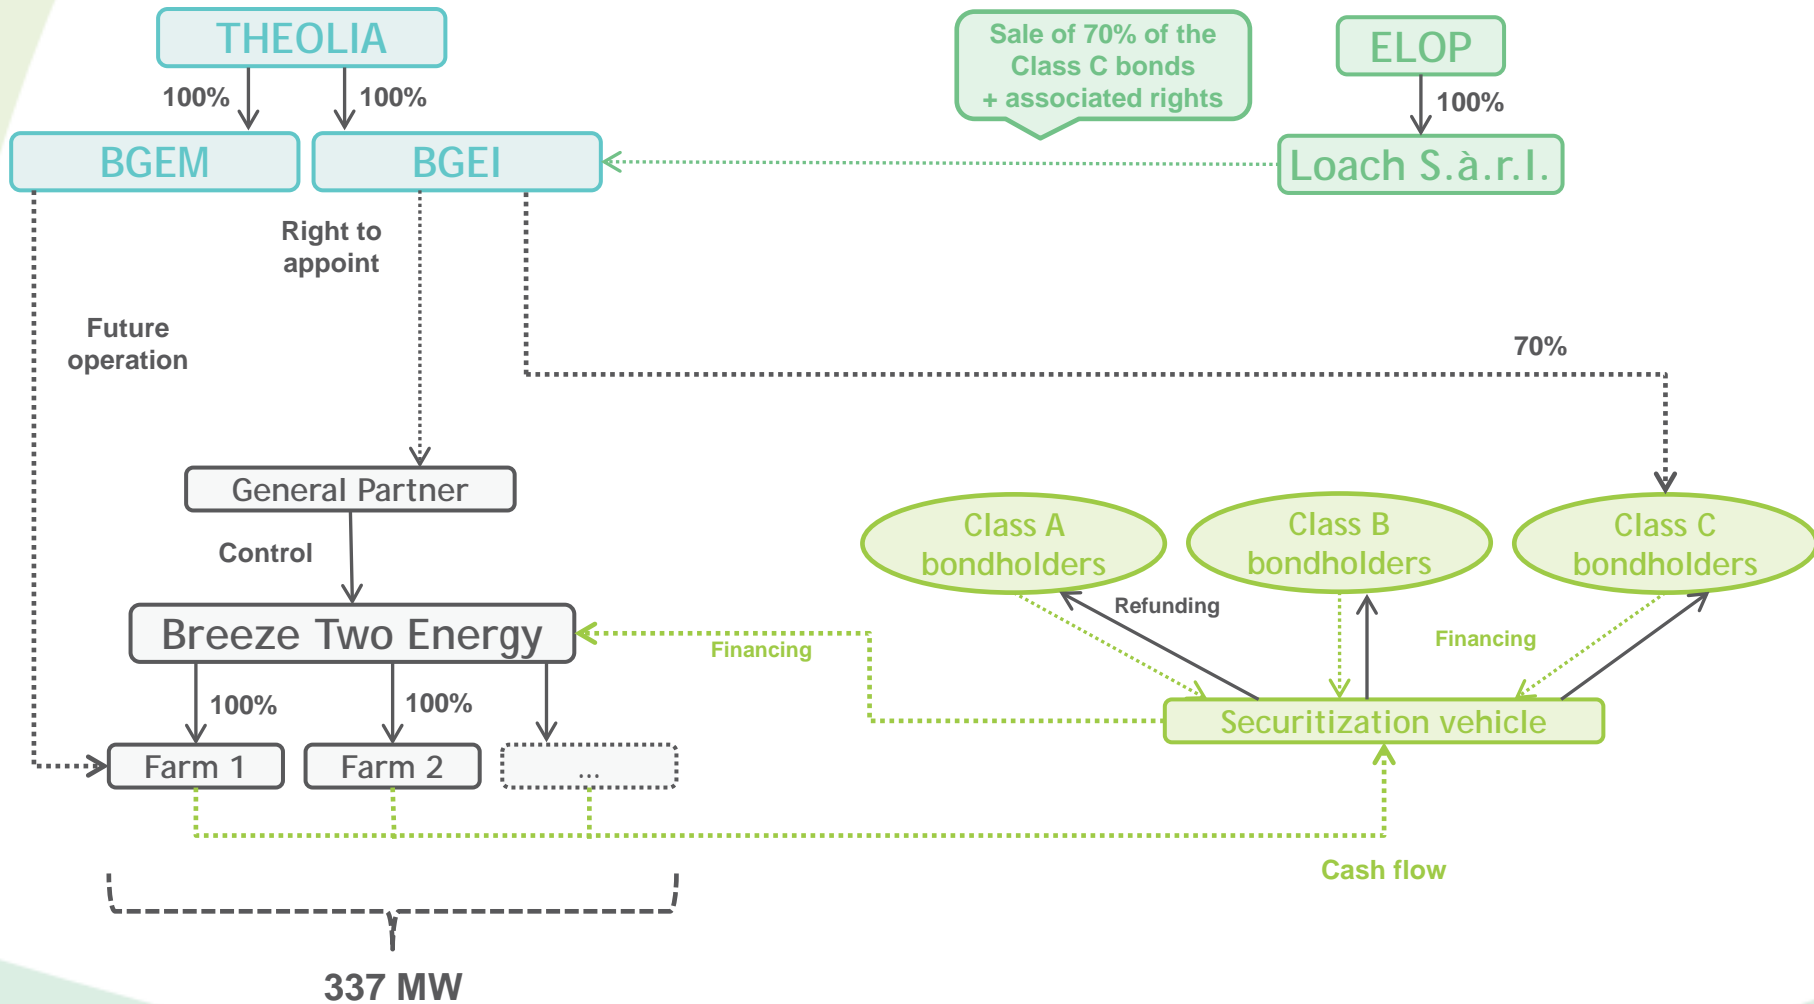 THEOLIA
Sale of 70% of the
Class C bonds
+ associated rights
ELOP
100%
100%
100%
BGEM
BGEI
Loach S.à.r.l.
Right to
appoint
Future
operation
70%
General Partner
Control
Class A
bondholders
Class B
bondholders
Class C
bondholders
Refunding
Breeze Two Energy
Financing
Financing
100%
100%
Securitization vehicle
Farm 1
Farm 2
...
Cash flow
337 MW